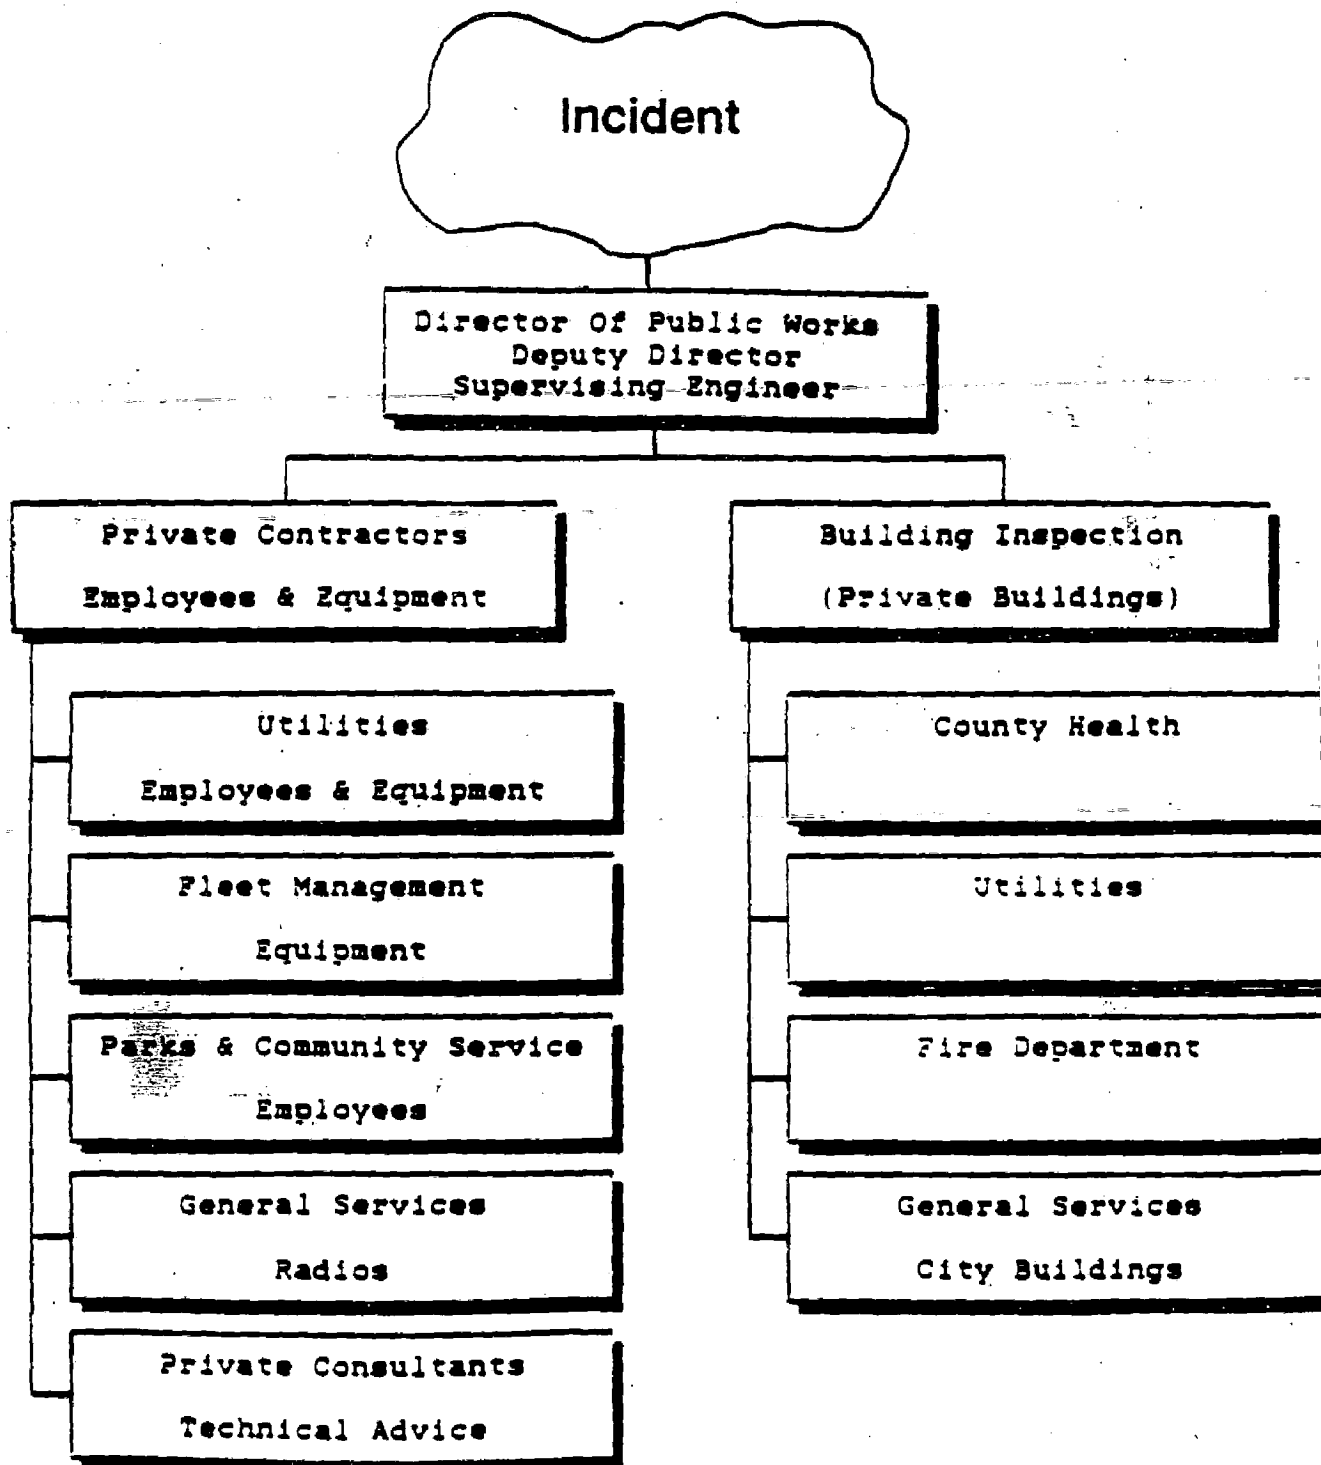 Incident
Director Of Public Works
Deputy Director
Supervising Engineer
Private Contractors
Employees & Equipment
Utilities
Employees & Equipment
Fleet Management
Equipment
Parks & Community Service
Employees
General Services
Radios
Private Consultants
Technical Advice
Building Inspection
(Private Buildings)
County Health
Utilities
Fire Department
General Services
City Buildings